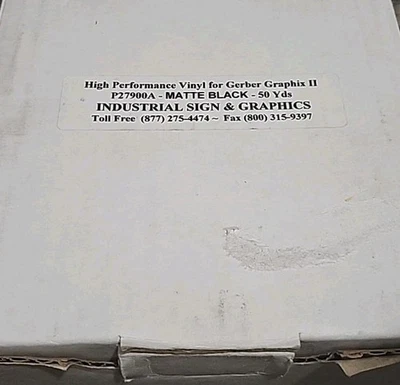 High Performance Vinyl for Gerber Graphix II
P27900A - MATTE BLACK - 50 Yds
INDUSTRIAL SIGN & GRAPHICS
Toll Free (877) 275-4474 ~ Fax (800) 315-9397